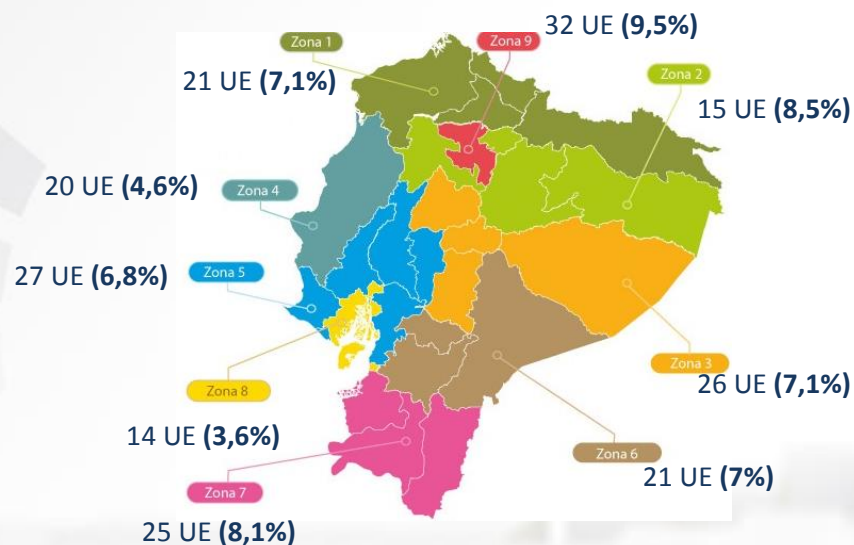 32 UE (9,5%)
Zona 1
Zona 9
21 UE (7,1%)
Zona 2
15 UE (8,5%)
20 UE (4,6%)
Zona 4
27 UE (6,8%)
Zona 5
Zona 3
26 UE (7,1%)
Zona 8
14 UE (3,6%)
Zona 6
21 UE (7%)
Zona 7
25 UE (8,1%)